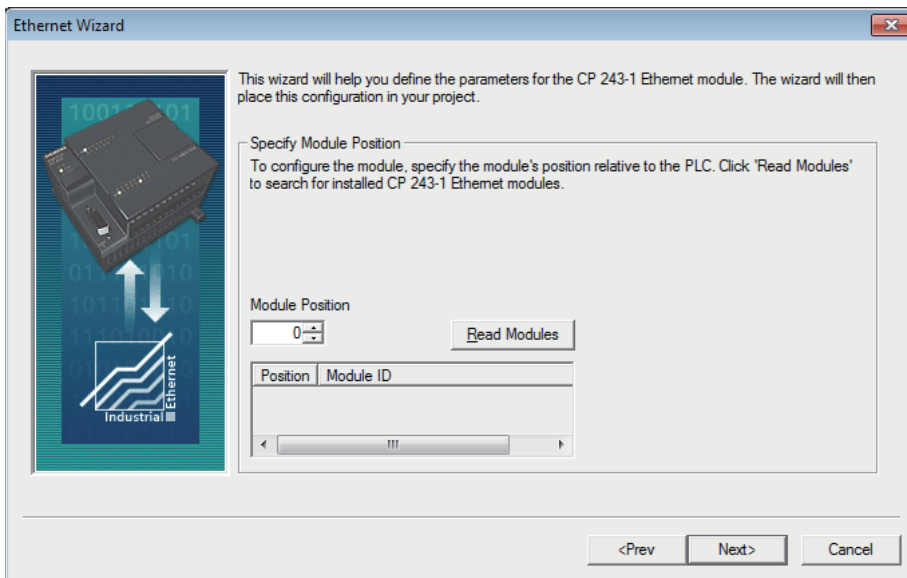 Ethernet Wizard
This wizard will help you define the parameters for the CP 243-1 Ethernet module. The wizard will then
place this configuration in your project.
Specify Module Position
To configure the module, specify the module's position relative to the PLC. Click 'Read Modules'
to search for installed CP 243-1 Ethernet modules.
Module Position
0
Read Modules
Position Module ID
Industrial
Ethernet
<Prev
Next>
Cancel